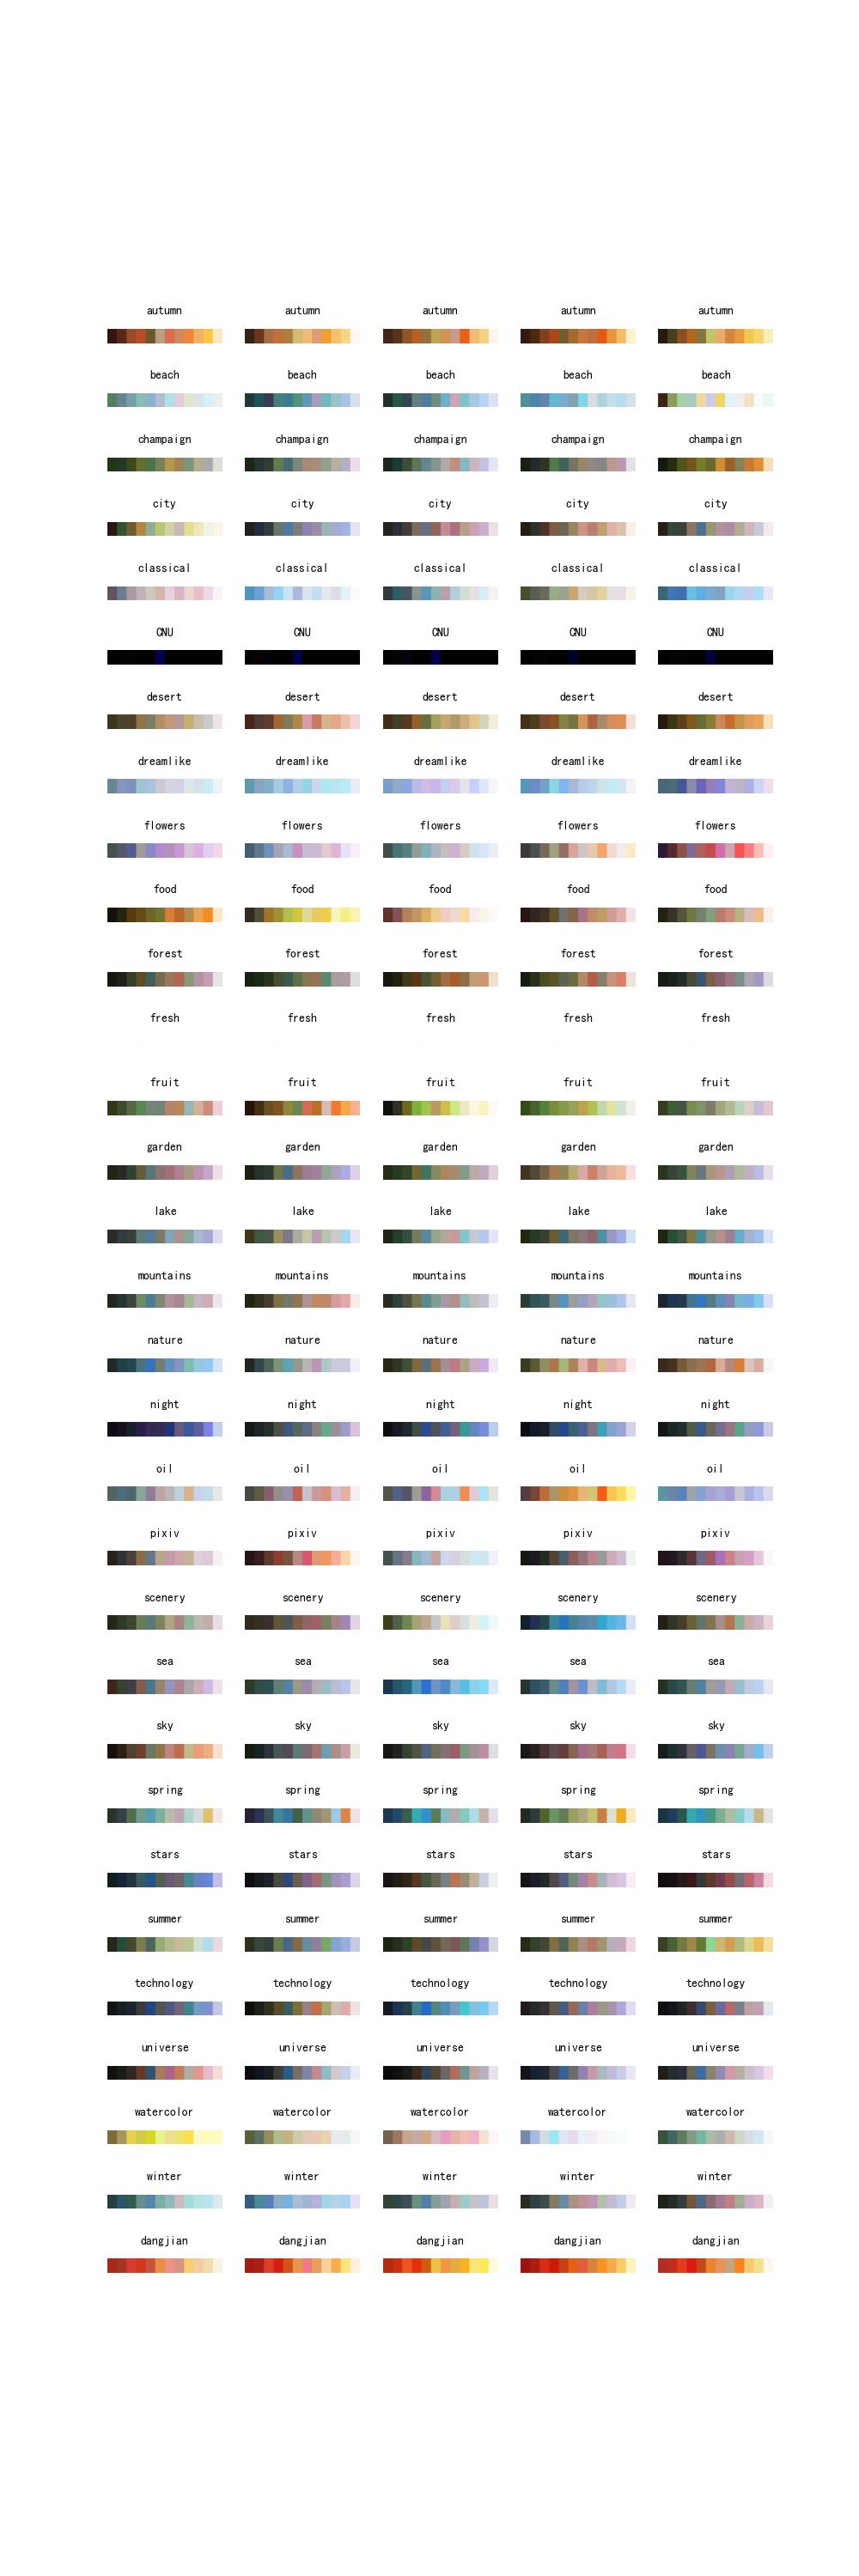 autumn autumn autumn autumn autumn
beach beach beach beach beach
champaign champaign champaign champaign champaign
city city city city city
classical classical classical classical classical
CNU CNU CNU CNU CNU
desert desert desert desert desert
dreamlike dreamlike dreamlike dreamlike dreamlike
flowers flowers flowers flowers flowers
food food food food food
forest forest forest forest forest
fresh fresh fresh fresh fresh
fruit fruit fruit fruit fruit
garden garden garden garden garden
lake lake lake lake lake
mountains mountains mountains mountains mountains
nature nature nature nature nature
night night night night night
oil oil oil oil oil
pixiv pixiv pixiv pixiv pixiv
scenery scenery scenery scenery scenery
sea sea sea sea sea
sky sky sky sky sky
spring spring spring spring spring
stars stars stars stars stars
summer summer summer summer summer
technology technology technology technology technology
universe universe universe universe universe
watercolor watercolor watercolor watercolor watercolor
winter winter winter winter winter
dangjian dangjian dangjian dangjian dangjian